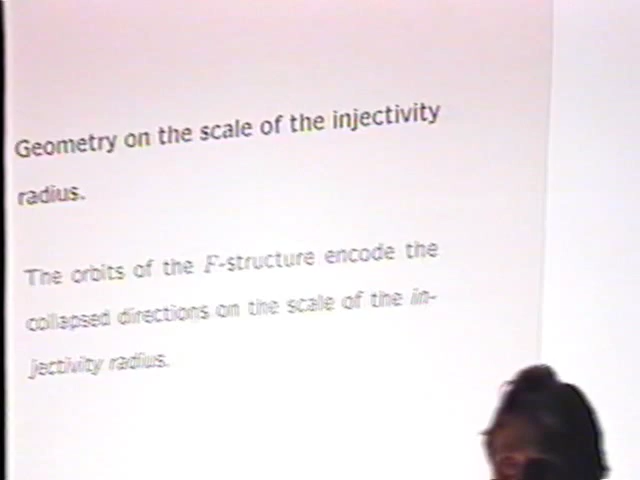 Geometry on the scale of the injectivity
radius.
The orbits of the F-structure encode the
collapsed directions on the scale of the in-
jectivity radius.